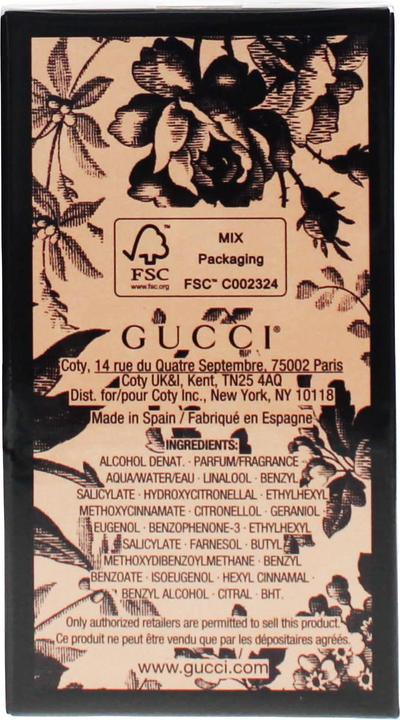 MIX
Packaging
FSC™ C002324
FSC
www.fsc.org
GUCCI®
Coty, 14 rue du Quatre Septembre, 75002 Paris
Coty UK&I, Kent, TN25 4AQ
Dist. for/pour Coty Inc., New York, NY 10118
Made in Spain / Fabriqué en Espagne
INGREDIENTS:
ALCOHOL DENAT. · PARFUM/FRAGRANCE ·
AQUA/WATER/EAU · LINALOOL · BENZYL
SALICYLATE · HYDROXYCITRONELLAL · ETHYLHEXYL
METHOXYCINNAMATE · CITRONELLOL · GERANIOL ·
EUGENOL · BENZOPHENONE-3 · ETHYLHEXYL
SALICYLATE · FARNESOL · BUTYL
METHOXYDIBENZOYLMETHANE · BENZYL
BENZOATE · ISOEUGENOL · HEXYL CINNAMAL ·
BENZYL ALCOHOL · CITRAL · BHT.
Only authorized retailers are permitted to sell this product.
Ce produit ne peut être vendu que par les dépositaires agréés.
www.gucci.com